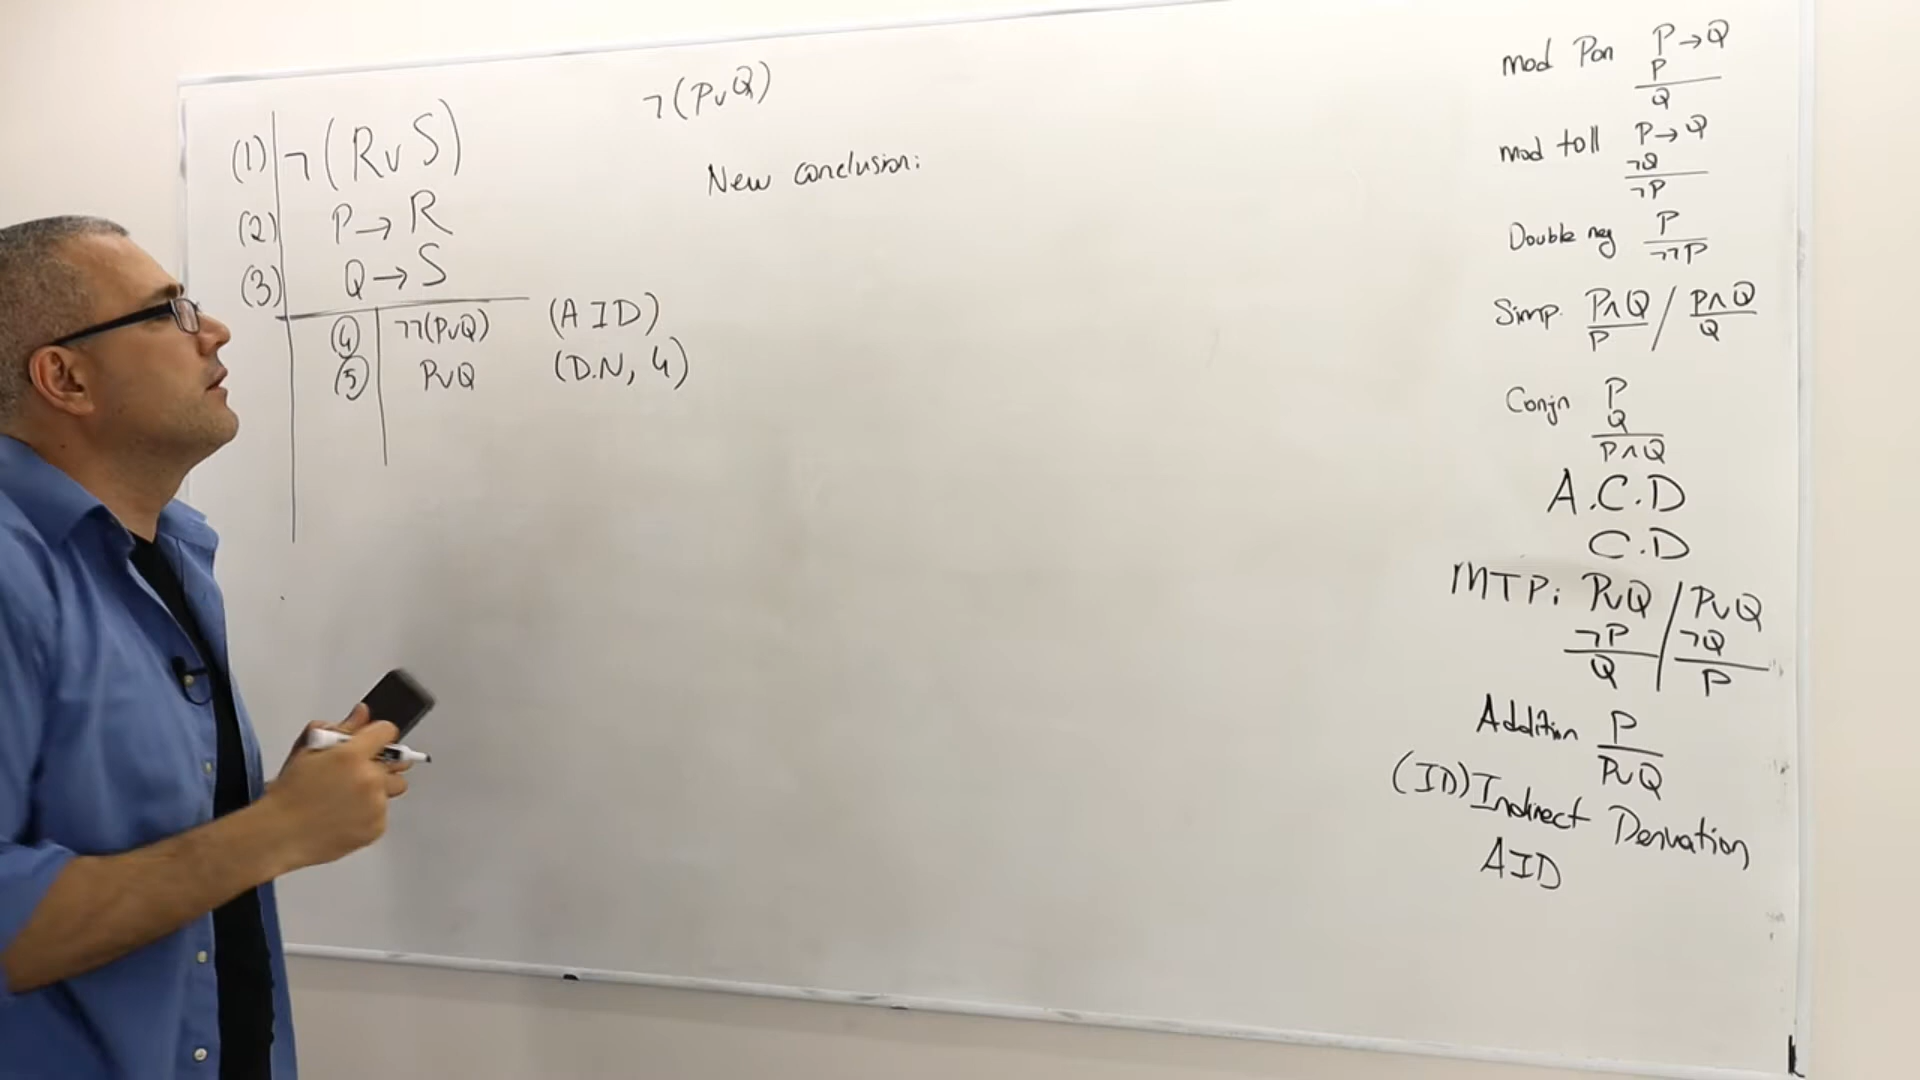 ¬(P∨Q)
New conclusion:
(1) ¬(R∨S)
(2) P→R
(3) Q→S
(4) ¬¬(P∨Q) (A ID)
(5) P∨Q (D.N, 4)
mod Pon P→Q
P
Q
mod toll P→Q
¬Q
¬P
Double neg P
¬¬P
Simp. P∧Q / P∧Q
P Q
Conjn P
Q
P∧Q
A.C.D
C.D
MTP: P∨Q / P∨Q
¬P ¬Q
Q P
Addition P
P∨Q
(ID) Indirect Derivation
AID